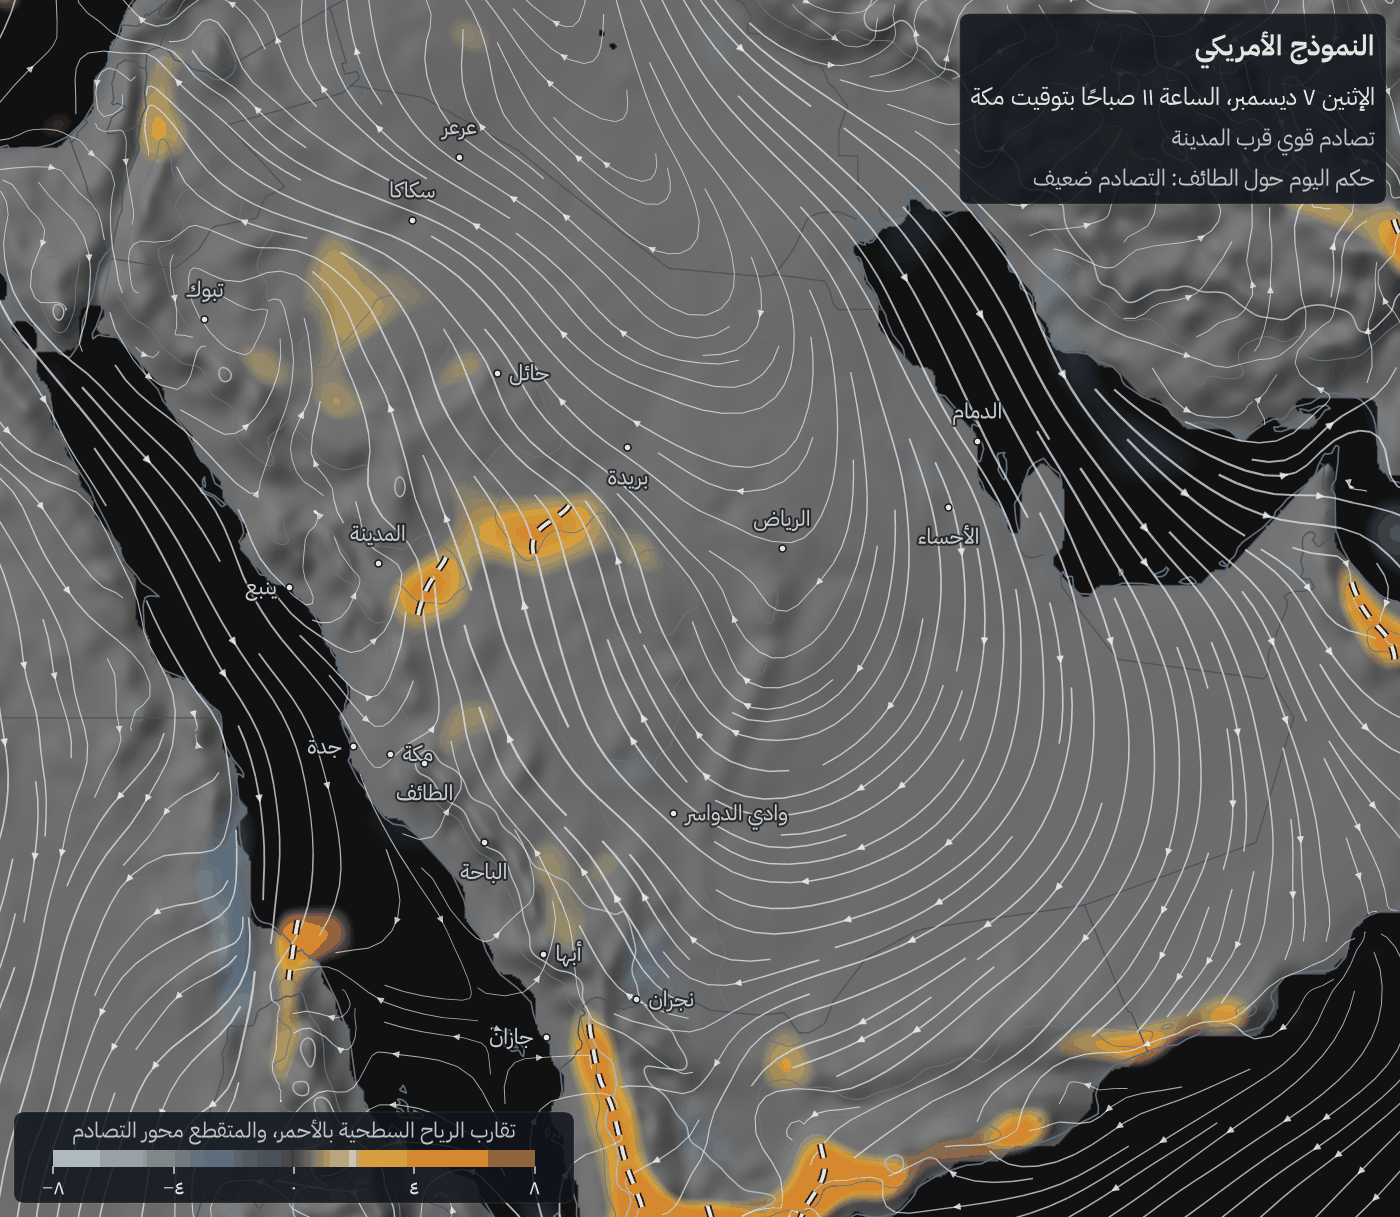 النموذج الأمريكي
الإثنين ٧ ديسمبر، الساعة ١١ صباحًا بتوقيت مكة
تصادم قوي قرب المدينة
حكم اليوم حول الطائف: التصادم ضعيف
عرعر
سكاكا
تبوك
حائل
الدمام
بريدة
الرياض
الأحساء
المدينة
ينبع
جدة
مكة
الطائف
وادي الدواسر
الباحة
أبها
نجران
جازان
تقارب الرياح السطحية بالأحمر، والمتقطع محور التصادم
−٨ −٤ ٠ ٤ ٨